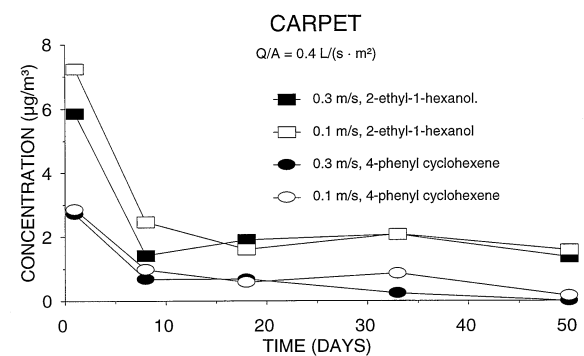 CARPET
Q/A = 0.4 L/(s · m²)
0.3 m/s, 2-ethyl-1-hexanol.
0.1 m/s, 2-ethyl-1-hexanol
0.3 m/s, 4-phenyl cyclohexene
0.1 m/s, 4-phenyl cyclohexene
CONCENTRATION (µg/m³)
8
6
4
2
0
0 10 20 30 40 50
TIME (DAYS)